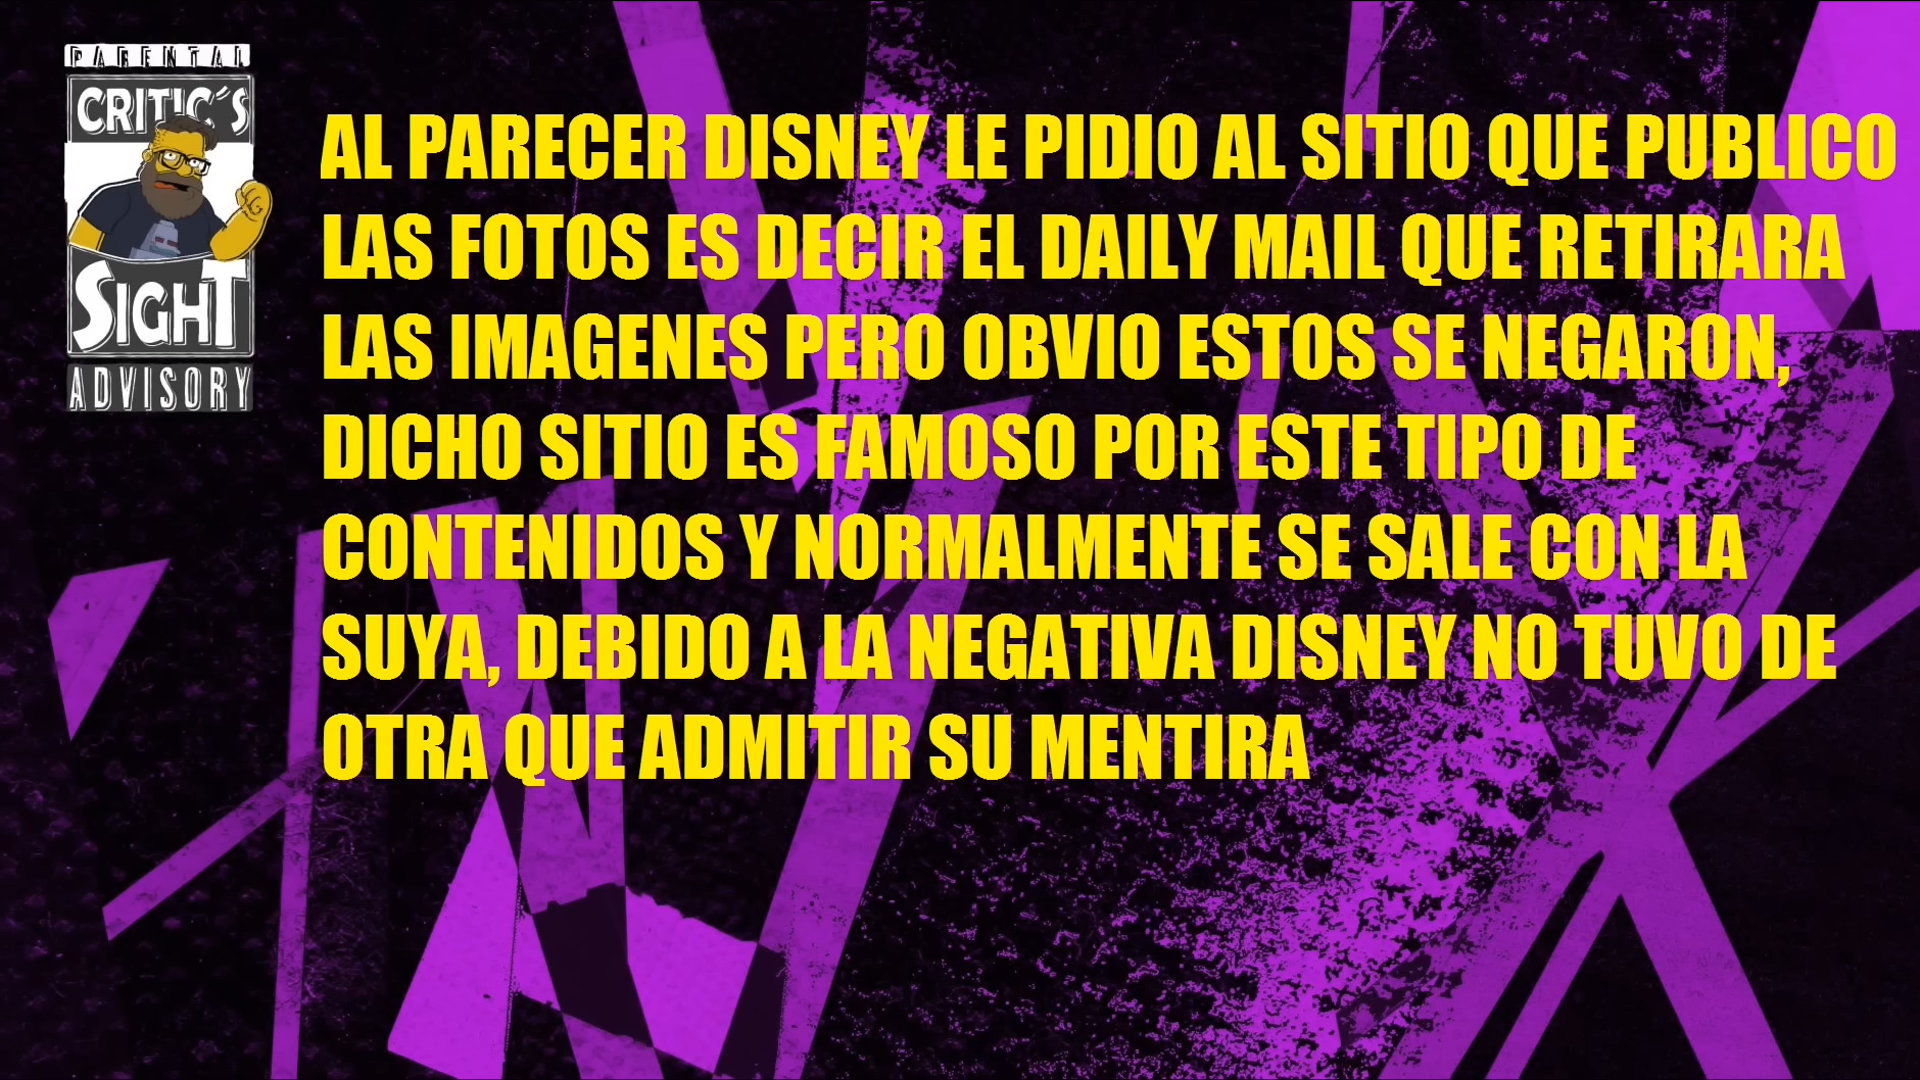 PARENTAL
CRITIC´S
SIGHT
ADVISORY
AL PARECER DISNEY LE PIDIO AL SITIO QUE PUBLICO
LAS FOTOS ES DECIR EL DAILY MAIL QUE RETIRARA
LAS IMAGENES PERO OBVIO ESTOS SE NEGARON,
DICHO SITIO ES FAMOSO POR ESTE TIPO DE
CONTENIDOS Y NORMALMENTE SE SALE CON LA
SUYA, DEBIDO A LA NEGATIVA DISNEY NO TUVO DE
OTRA QUE ADMITIR SU MENTIRA